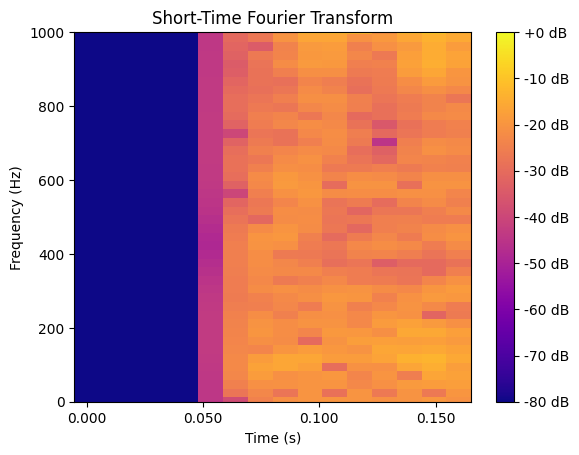 Short-Time Fourier Transform
Frequency (Hz)
1000
800
600
400
200
0
0.000
0.050
0.100
0.150
Time (s)
+0 dB
-10 dB
-20 dB
-30 dB
-40 dB
-50 dB
-60 dB
-70 dB
-80 dB